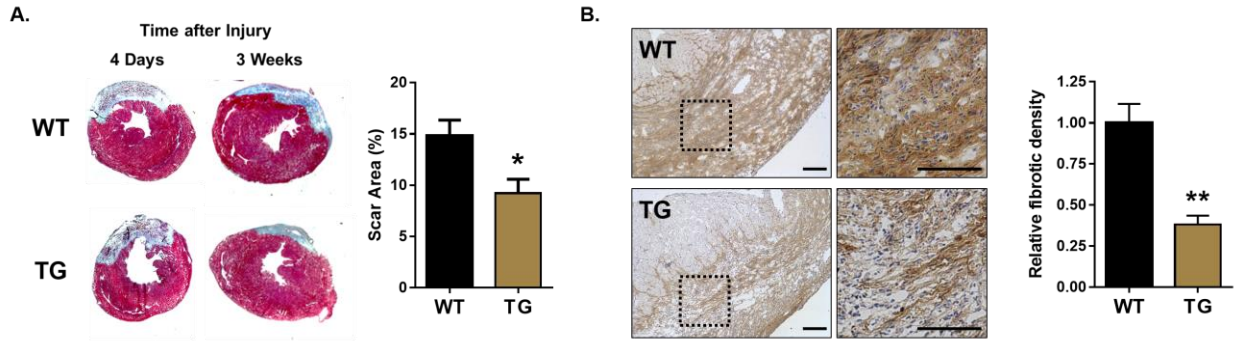 A.
Time after Injury
4 Days
3 Weeks
WT
TG
Scar Area (%)
20
15
10
5
0
*
WT
TG
B.
WT
TG
Relative fibrotic density
1.25
1.00
0.75
0.50
0.25
0.00
**
WT
TG